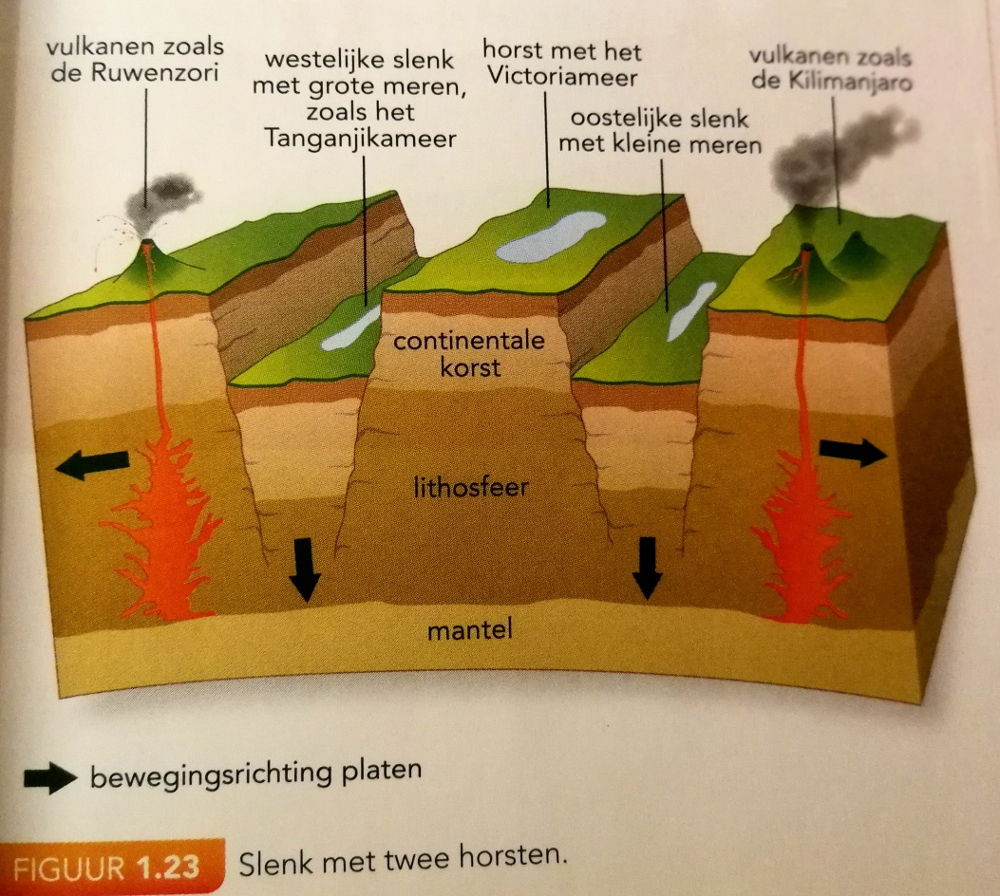 vulkanen zoals
de Ruwenzori
westelijke slenk
met grote meren,
zoals het
Tanganjikameer
horst met het
Victoriameer
oostelijke slenk
met kleine meren
vulkanen zoals
de Kilimanjaro
continentale
korst
lithosfeer
mantel
bewegingsrichting platen
FIGUUR 1.23 Slenk met twee horsten.